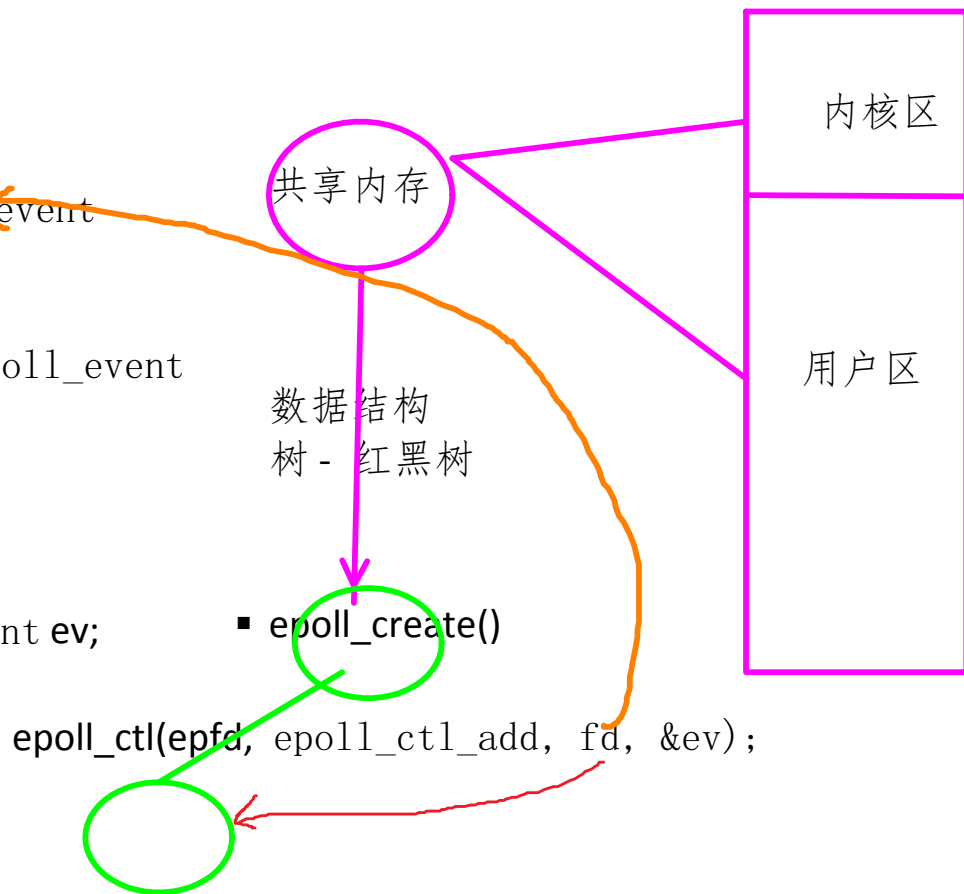 内核区
共享内存
event
oll_event
用户区
数据结构
树 - 红黑树
nt ev;
▪ epoll_create()
epoll_ctl(epfd, epoll_ctl_add, fd, &ev);